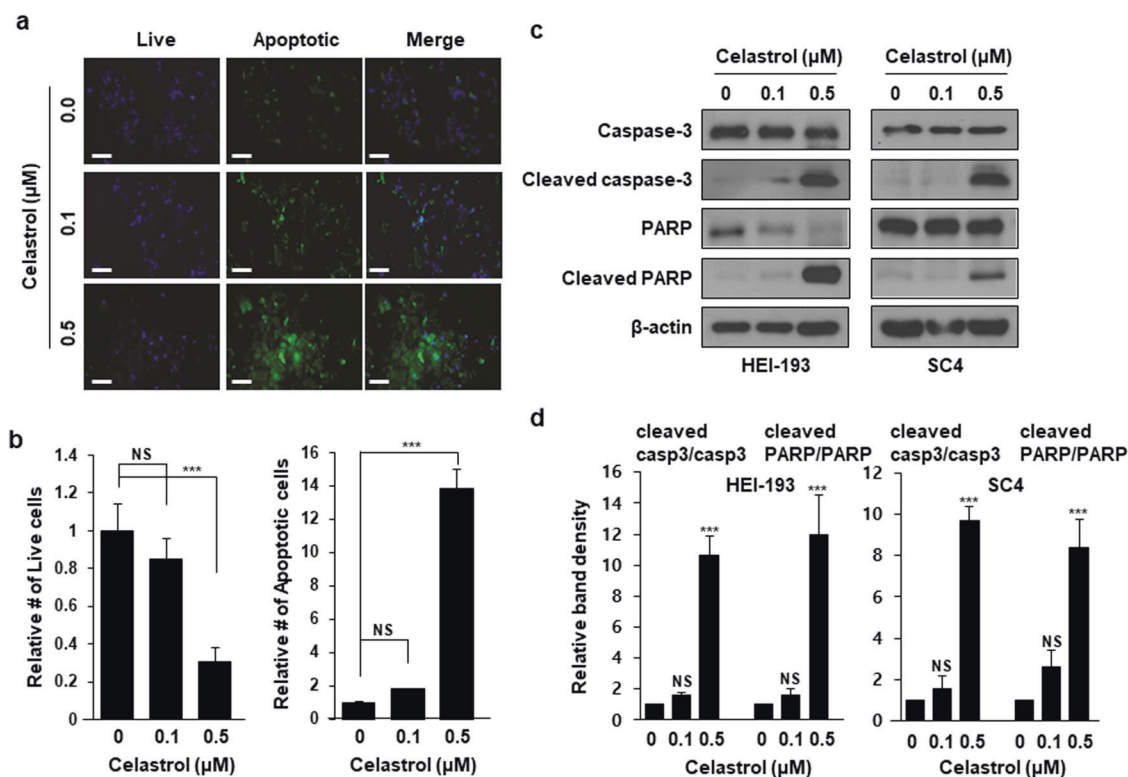 a
Live Apoptotic Merge
Celastrol (μM)
0.0
0.1
0.5
b
Relative # of Live cells
1.4
1.2
1
0.8
0.6
0.4
0.2
0
NS
***
0 0.1 0.5
Celastrol (μM)
Relative # of Apoptotic cells
16
14
12
10
8
6
4
2
0
***
NS
0 0.1 0.5
Celastrol (μM)
c
Celastrol (μM) Celastrol (μM)
0 0.1 0.5 0 0.1 0.5
Caspase-3
Cleaved caspase-3
PARP
Cleaved PARP
β-actin
HEI-193 SC4
d
cleaved casp3/casp3
cleaved PARP/PARP
HEI-193
Relative band density
16
14
12
10
8
6
4
2
0
NS *** NS ***
0 0.1 0.5 0 0.1 0.5
Celastrol (μM)
cleaved casp3/casp3
cleaved PARP/PARP
SC4
12
10
8
6
4
2
0
NS *** NS ***
0 0.1 0.5 0 0.1 0.5
Celastrol (μM)